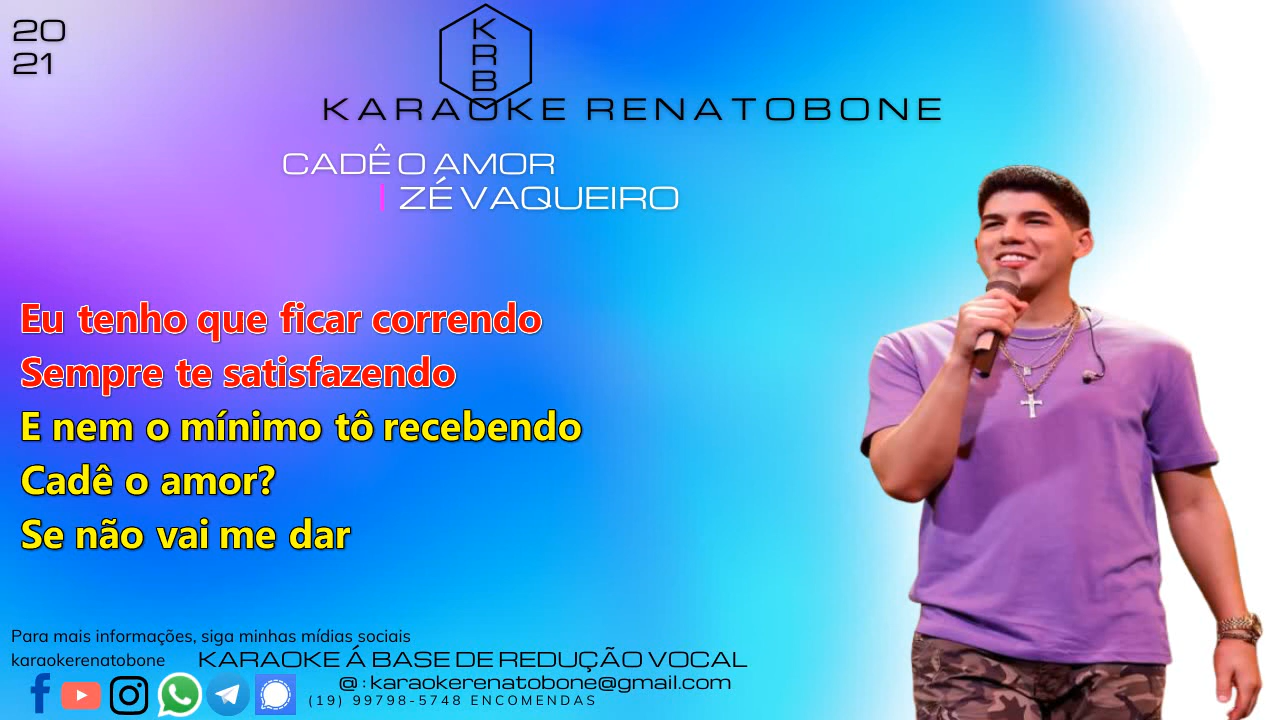 20
21
K
R
B
KARAOKE RENATOBONE
CADÊ O AMOR
| ZÉ VAQUEIRO
Eu tenho que ficar correndo
Sempre te satisfazendo
E nem o mínimo tô recebendo
Cadê o amor?
Se não vai me dar
Para mais informações, siga minhas mídias sociais
karaokerenatobone
KARAOKE Á BASE DE REDUÇÃO VOCAL
@ : karaokerenatobone@gmail.com
(19) 99798-5748 ENCOMENDAS